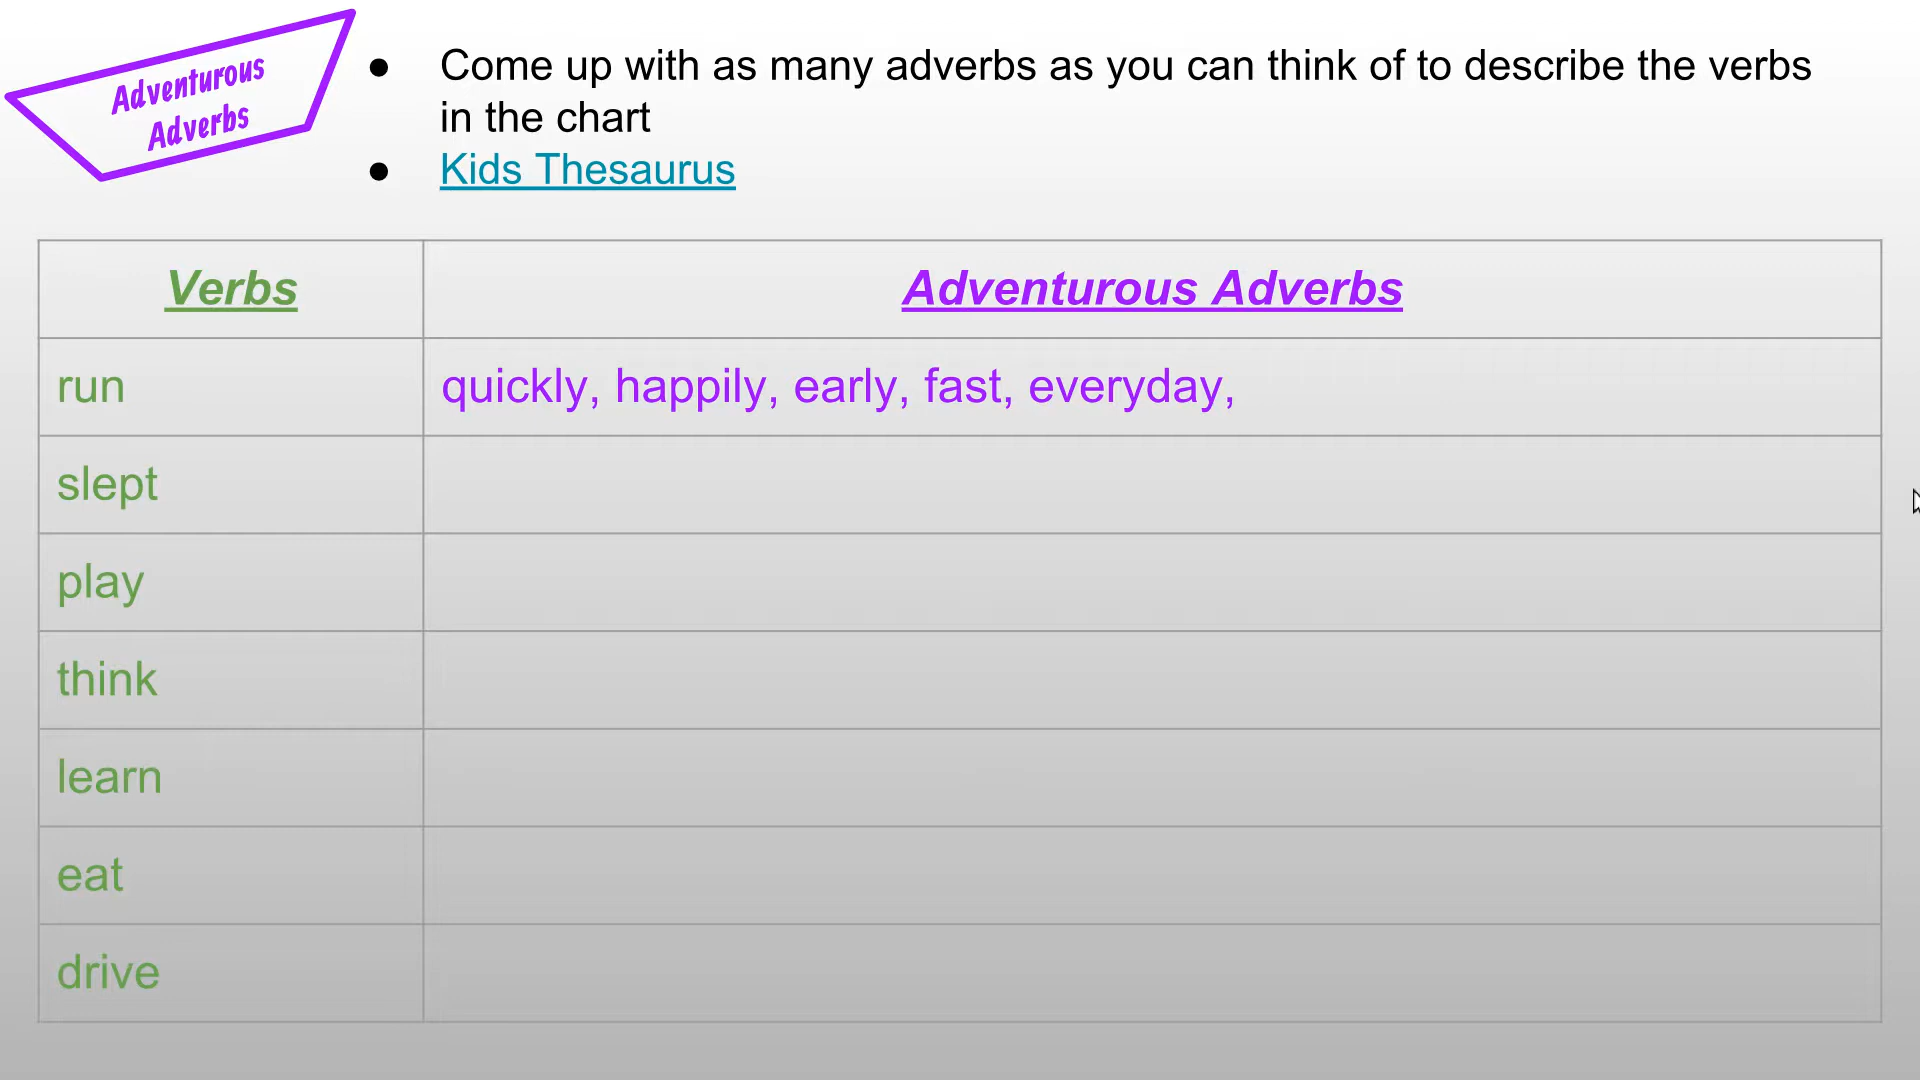 Adventurous
Adverbs
● Come up with as many adverbs as you can think of to describe the verbs
in the chart
● Kids Thesaurus
Verbs
Adventurous Adverbs
run
quickly, happily, early, fast, everyday,
slept
play
think
learn
eat
drive